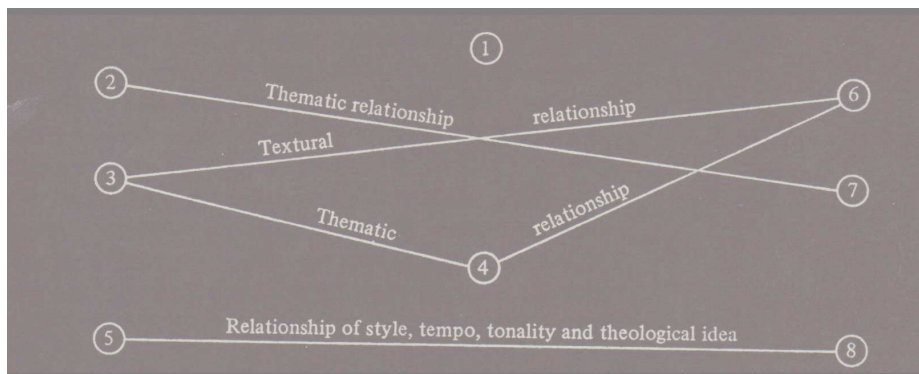 1
2
Thematic relationship
relationship
6
Textural
3
7
Thematic
relationship
4
5
Relationship of style, tempo, tonality and theological idea
8